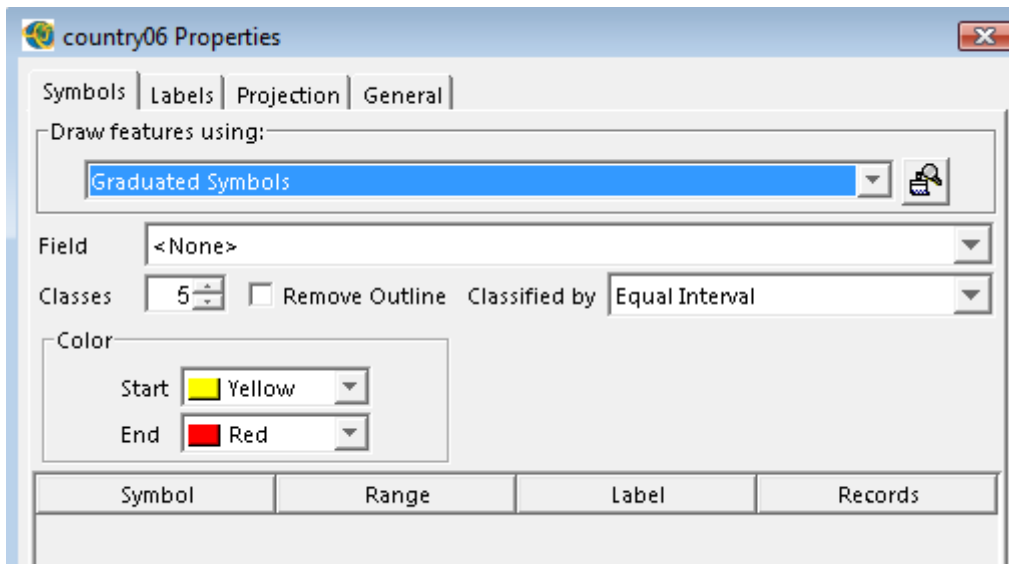 country06 Properties
Symbols Labels Projection General
Draw features using:
Graduated Symbols
Field <None>
Classes 5 Remove Outline Classified by Equal Interval
Color
Start Yellow
End Red
Symbol Range Label Records